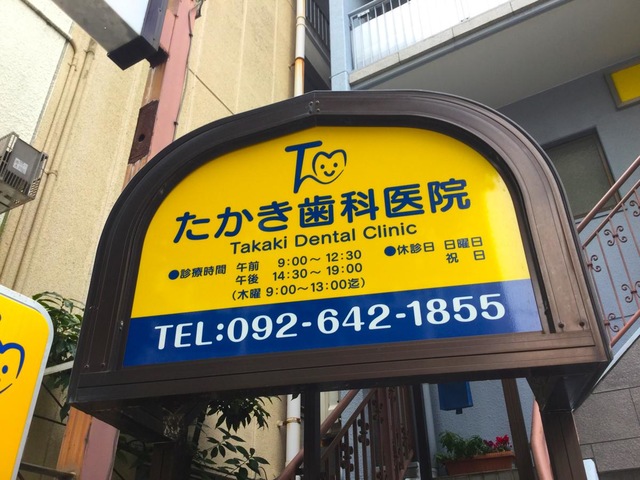 たかき歯科医院
Takaki Dental Clinic
●診療時間 午前 9:00〜12:30
午後 14:30〜19:00
(木曜 9:00〜13:00迄)
●休診日 日曜日
祝 日
TEL:092-642-1855